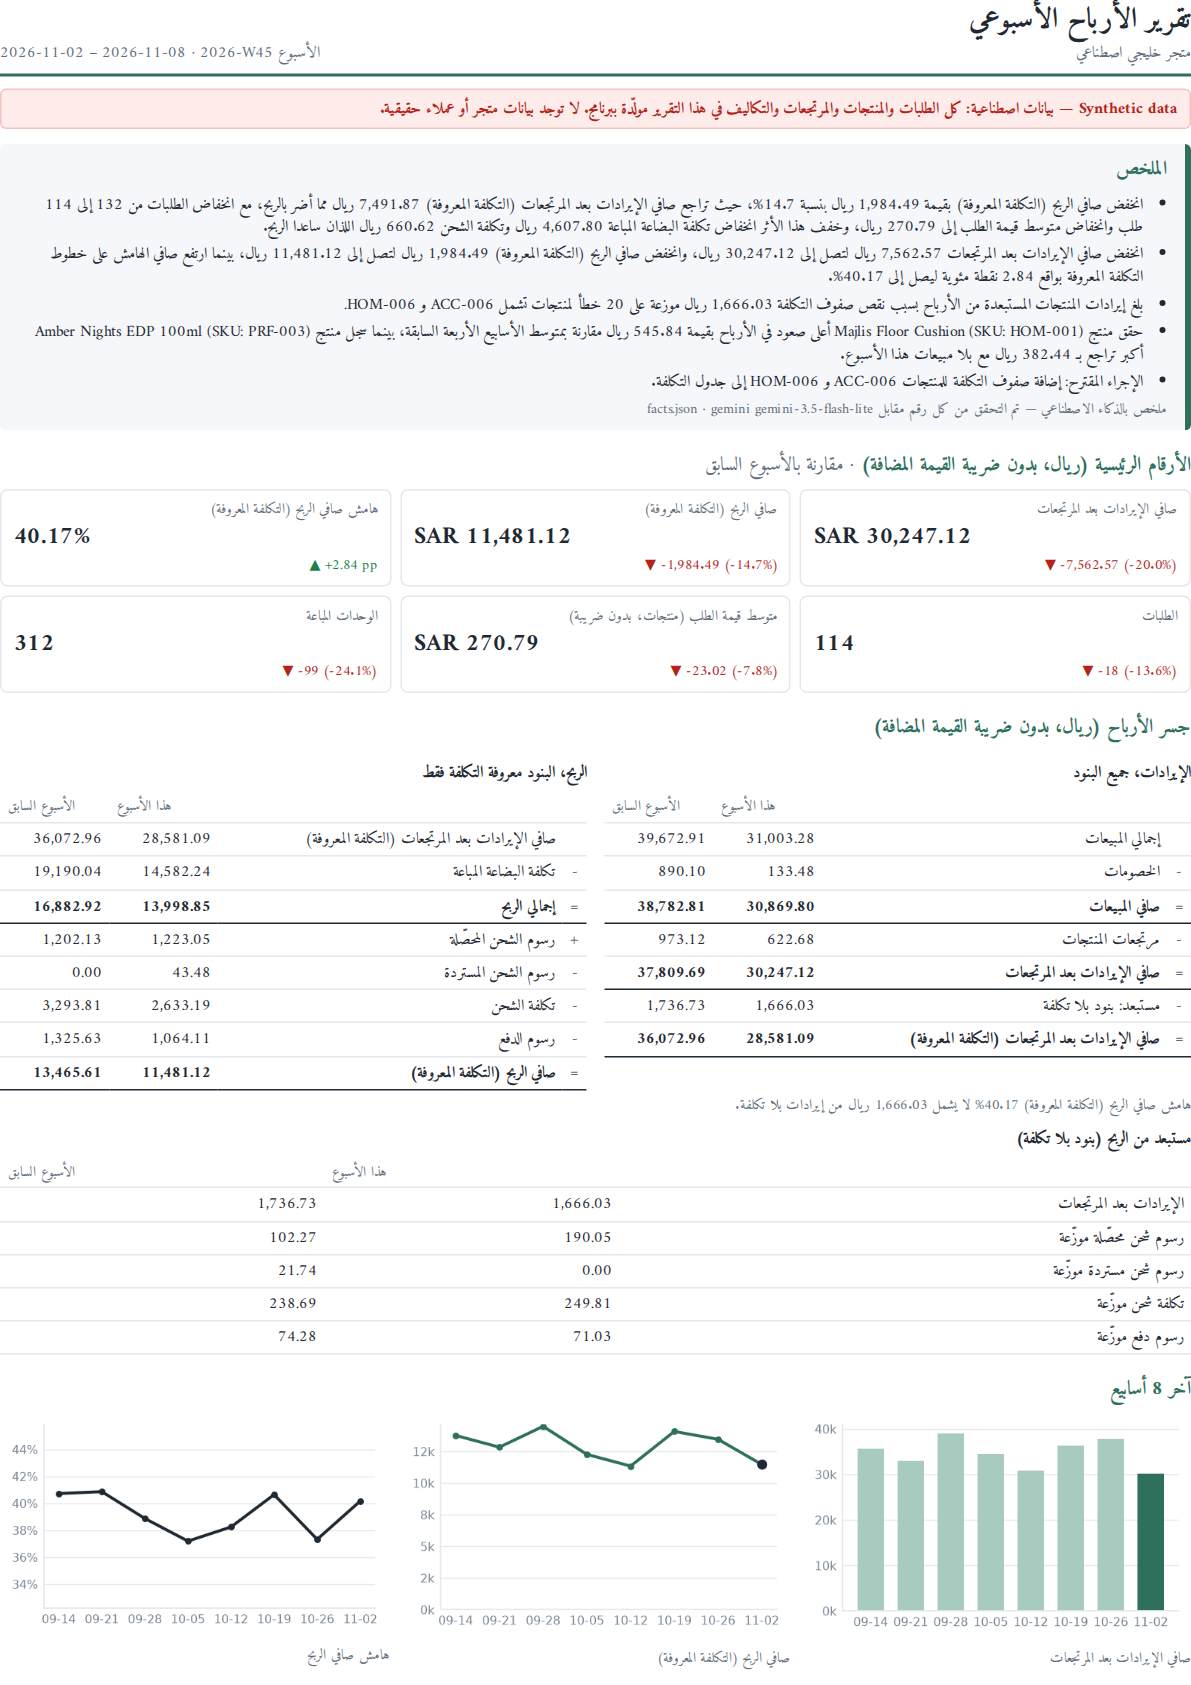 تقرير الأرباح الأسبوعي
متجر خليجي اصطناعي
الأسبوع 2026-W45 · 2026-11-02 – 2026-11-08
Synthetic data — بيانات اصطناعية: كل الطلبات والمنتجات والمرتجعات والتكاليف في هذا التقرير مولّدة ببرنامج. لا توجد بيانات متجر أو عملاء حقيقية.
الملخص
• انخفض صافي الربح (التكلفة المعروفة) بقيمة 1,984.49 ريال بنسبة 14.7%، حيث تراجع صافي الإيرادات بعد المرتجعات (التكلفة المعروفة) 7,491.87 ريال مما أضر بالربح، مع انخفاض الطلبات من 132 إلى 114
طلب وانخفاض متوسط قيمة الطلب إلى 270.79 ريال، وخفف هذا الأثر انخفاض تكلفة البضاعة المباعة 4,607.80 ريال وتكلفة الشحن 660.62 ريال اللذان ساعدا الربح.
• انخفض صافي الإيرادات بعد المرتجعات 7,562.57 ريال لتصل إلى 30,247.12 ريال، وانخفض صافي الربح (التكلفة المعروفة) 1,984.49 ريال لتصل إلى 11,481.12 ريال، بينما ارتفع صافي الهامش على خطوط
التكلفة المعروفة بواقع 2.84 نقطة مئوية ليصل إلى 40.17%.
• بلغ إيرادات المنتجات المستبعدة من الأرباح بسبب نقص صفوف التكلفة 1,666.03 ريال موزعة على 20 خطأ لمنتجات تشمل ACC-006 و HOM-006.
• حقق منتج Majlis Floor Cushion (SKU: HOM-001) أعلى صعود في الأرباح بقيمة 545.84 ريال مقارنة بمتوسط الأسابيع الأربعة السابقة، بينما سجل منتج Amber Nights EDP 100ml (SKU: PRF-003)
أكبر تراجع بـ 382.44 ريال مع بلا مبيعات هذا الأسبوع.
• الإجراء المقترح: إضافة صفوف التكلفة للمنتجات ACC-006 و HOM-006 إلى جدول التكلفة.
ملخص بالذكاء الاصطناعي — تم التحقق من كل رقم مقابل facts.json · gemini gemini-3.5-flash-lite
الأرقام الرئيسية (ريال، بدون ضريبة القيمة المضافة) · مقارنة بالأسبوع السابق
صافي الإيرادات بعد المرتجعات
SAR 30,247.12
▼ -7,562.57 (-20.0%)
صافي الربح (التكلفة المعروفة)
SAR 11,481.12
▼ -1,984.49 (-14.7%)
هامش صافي الربح (التكلفة المعروفة)
40.17%
▲ +2.84 pp
الطلبات
114
▼ -18 (-13.6%)
متوسط قيمة الطلب (منتجات، بدون ضريبة)
SAR 270.79
▼ -23.02 (-7.8%)
الوحدات المباعة
312
▼ -99 (-24.1%)
جسر الأرباح (ريال، بدون ضريبة القيمة المضافة)
الإيرادات، جميع البنود
هذا الأسبوع الأسبوع السابق
إجمالي المبيعات 31,003.28 39,672.91
- الخصومات 133.48 890.10
= صافي المبيعات 30,869.80 38,782.81
- مرتجعات المنتجات 622.68 973.12
= صافي الإيرادات بعد المرتجعات 30,247.12 37,809.69
- مستبعد: بنود بلا تكلفة 1,666.03 1,736.73
= صافي الإيرادات بعد المرتجعات (التكلفة المعروفة) 28,581.09 36,072.96
الربح، البنود معروفة التكلفة فقط
هذا الأسبوع الأسبوع السابق
صافي الإيرادات بعد المرتجعات (التكلفة المعروفة) 28,581.09 36,072.96
- تكلفة البضاعة المباعة 14,582.24 19,190.04
= إجمالي الربح 13,998.85 16,882.92
+ رسوم الشحن المحصّلة 1,223.05 1,202.13
- رسوم الشحن المستردة 43.48 0.00
- تكلفة الشحن 2,633.19 3,293.81
- رسوم الدفع 1,064.11 1,325.63
= صافي الربح (التكلفة المعروفة) 11,481.12 13,465.61
هامش صافي الربح (التكلفة المعروفة) 40.17% لا يشمل 1,666.03 ريال من إيرادات بلا تكلفة.
مستبعد من الربح (بنود بلا تكلفة)
هذا الأسبوع الأسبوع السابق
الإيرادات بعد المرتجعات 1,666.03 1,736.73
رسوم شحن محصّلة موزّعة 190.05 102.27
رسوم شحن مستردة موزّعة 0.00 21.74
تكلفة شحن موزّعة 249.81 238.69
رسوم دفع موزّعة 71.03 74.28
آخر 8 أسابيع
40k
30k
20k
10k
0k
09-14 09-21 09-28 10-05 10-12 10-19 10-26 11-02
صافي الإيرادات بعد المرتجعات
12k
10k
8k
5k
2k
0k
09-14 09-21 09-28 10-05 10-12 10-19 10-26 11-02
صافي الربح (التكلفة المعروفة)
44%
42%
40%
38%
36%
34%
09-14 09-21 09-28 10-05 10-12 10-19 10-26 11-02
هامش صافي الربح